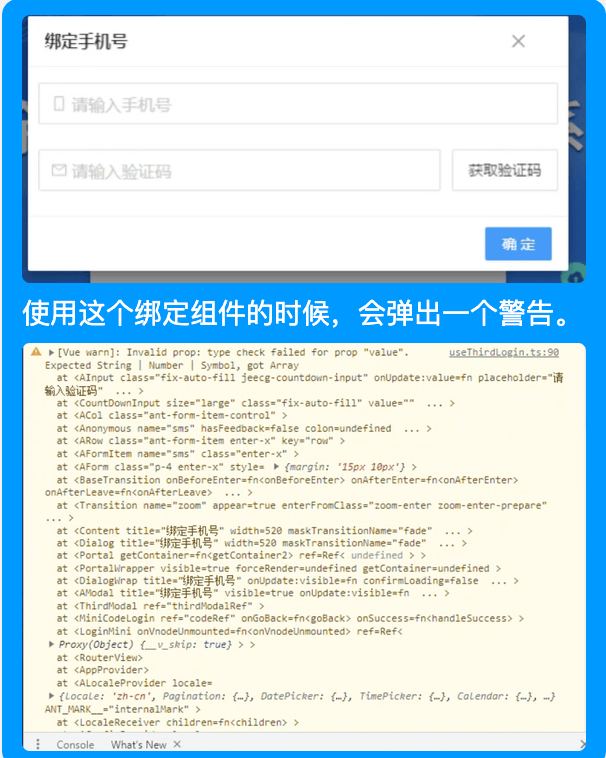 绑定手机号
请输入手机号
请输入验证码 获取验证码
确 定
使用这个绑定组件的时候，会弹出一个警告。
[Vue warn]: Invalid prop: type check failed for prop "value". useThirdLogin.ts:90
Expected String | Number | Symbol, got Array
at <AInput class="fix-auto-fill jeecg-countdown-input" onUpdate:value=fn placeholder="请
输入验证码" ... >
at <CountDownInput size="large" class="fix-auto-fill" value="" ... >
at <ACol class="ant-form-item-control" >
at <Anonymous name="sms" hasFeedback=false colon=undefined ... >
at <ARow class="ant-form-item enter-x" key="row" >
at <AFormItem name="sms" class="enter-x" >
at <AForm class="p-4 enter-x" style= {margin: '15px 10px'} >
at <BaseTransition onBeforeEnter=fn<onBeforeEnter> onAfterEnter=fn<onAfterEnter>
onAfterLeave=fn<onAfterLeave> ... >
at <Transition name="zoom" appear=true enterFromClass="zoom-enter zoom-enter-prepare"
... >
at <Content title="绑定手机号" width=520 maskTransitionName="fade" ... >
at <Dialog title="绑定手机号" width=520 maskTransitionName="fade" ... >
at <Portal getContainer=fn<getContainer2> ref=Ref< undefined > >
at <PortalWrapper visible=true forceRender=undefined getContainer=undefined >
at <DialogWrap title="绑定手机号" onUpdate:visible=fn confirmLoading=false ... >
at <AModal title="绑定手机号" visible=true onUpdate:visible=fn ... >
at <ThirdModal ref="thirdModalRef" >
at <MiniCodeLogin ref="codeRef" onGoBack=fn<goBack> onSuccess=fn<handleSuccess> >
at <LoginMini onVnodeUnmounted=fn<onVnodeUnmounted> ref=Ref<
Proxy(Object) {__v_skip: true} > >
at <RouterView>
at <AppProvider>
at <ALocaleProvider locale=
{locale: 'zh-cn', Pagination: {…}, DatePicker: {…}, TimePicker: {…}, Calendar: {…}, …}
ANT_MARK__="internalMark" >
at <LocaleReceiver children=fn<children> >
Console What's New